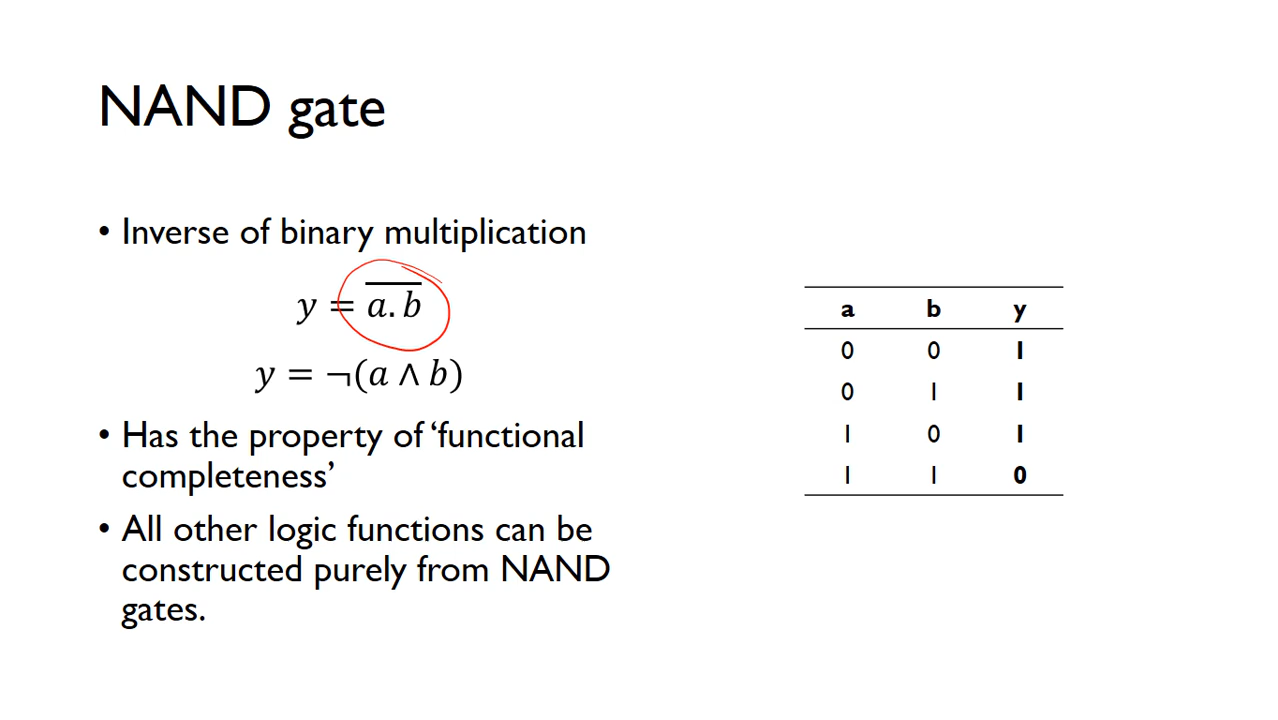 NAND gate
• Inverse of binary multiplication
y = \overline{a.b}
y = ¬(a ∧ b)
• Has the property of ‘functional
completeness’
• All other logic functions can be
constructed purely from NAND
gates.
a b y
0 0 1
0 1 1
1 0 1
1 1 0